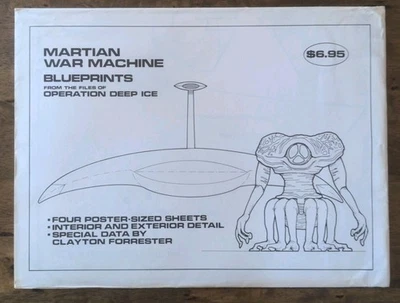 MARTIAN
WAR MACHINE
BLUEPRINTS
FROM THE FILES OF
OPERATION DEEP ICE
$6.95
•FOUR POSTER-SIZED SHEETS
•INTERIOR AND EXTERIOR DETAIL
•SPECIAL DATA BY
CLAYTON FORRESTER